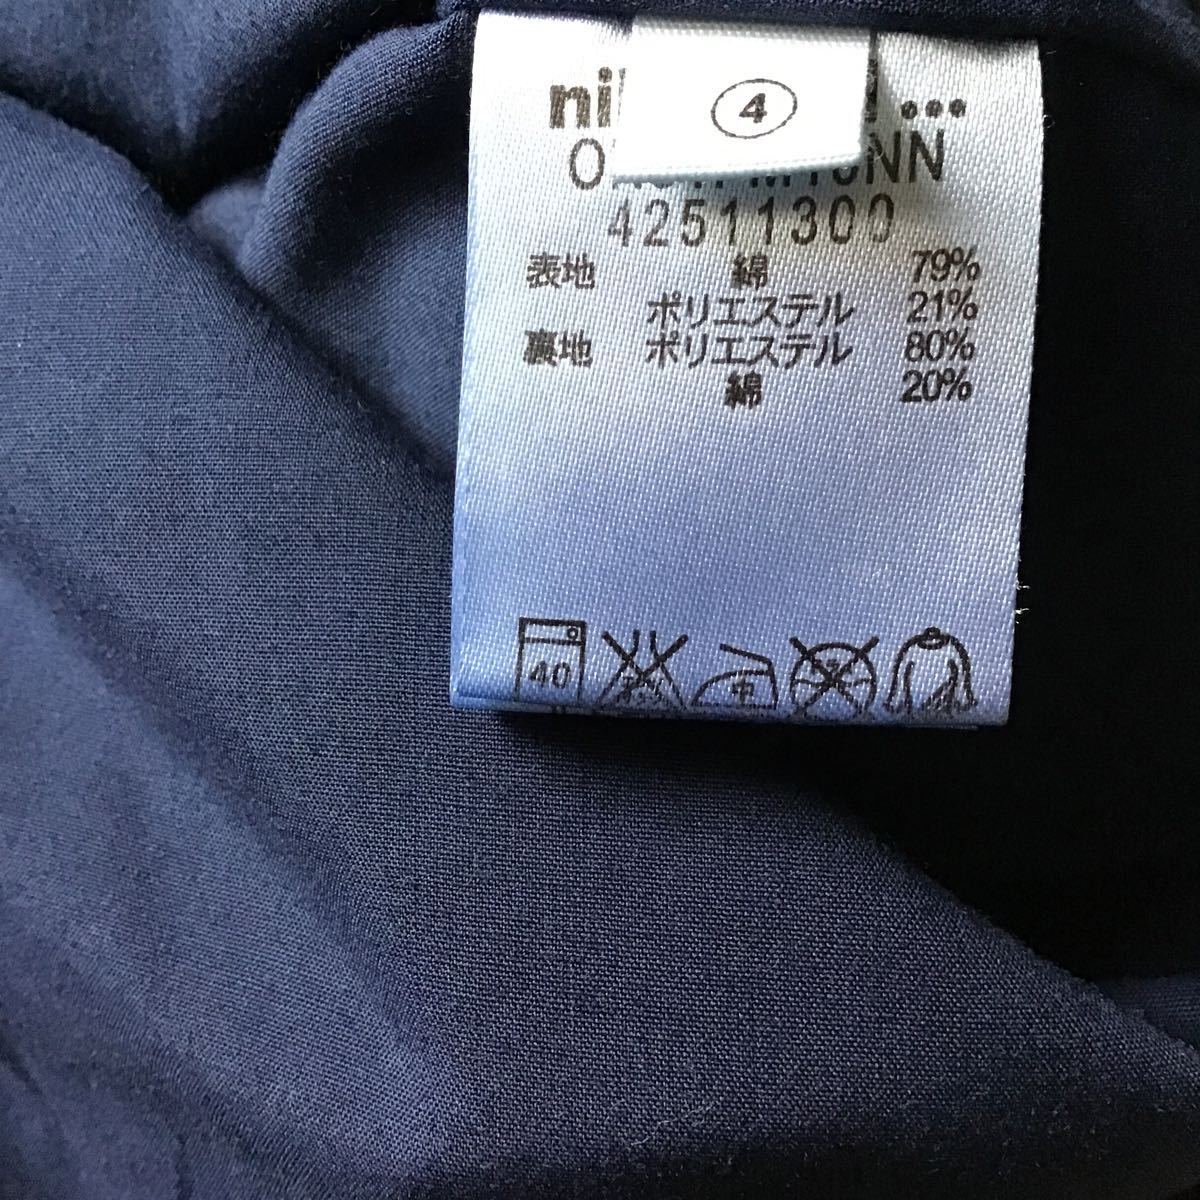 4
42511300
表地 綿 79%
ポリエステル 21%
裏地 ポリエステル 80%
綿 20%
40 中